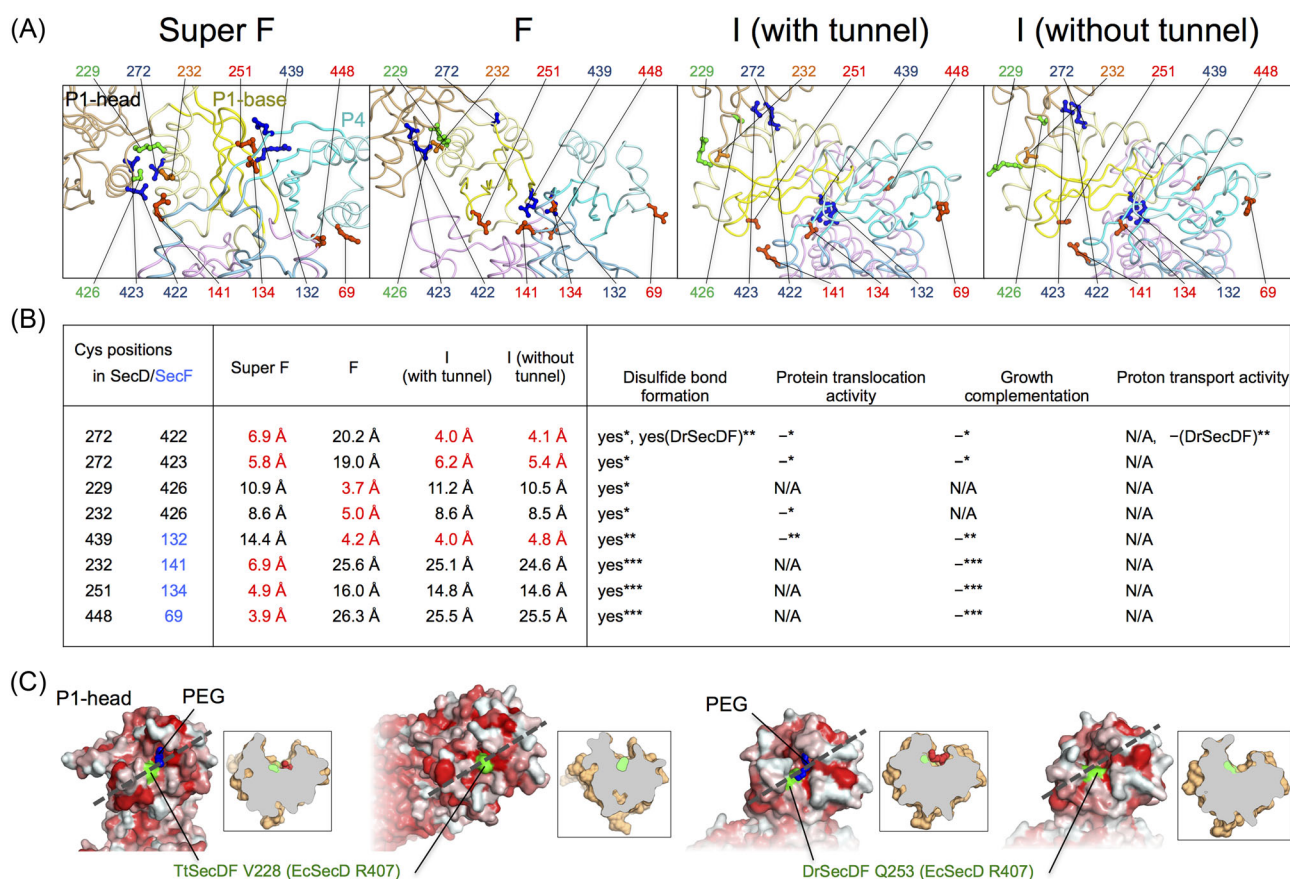 (A)
Super F F I (with tunnel) I (without tunnel)
229 272 232 251 439 448 229 272 232 251 439 448 229 272 232 251 439 448 229 272 232 251 439 448
P1-head P1-base P4
426 423 422 141 134 132 69 426 423 422 141 134 132 69 426 423 422 141 134 132 69 426 423 422 141 134 132 69
(B)
Cys positions
in SecD/SecF
Super F
F
I
(with tunnel)
I (without
tunnel)
Disulfide bond
formation
Protein translocation
activity
Growth
complementation
Proton transport activity
272 422 6.9 Å 20.2 Å 4.0 Å 4.1 Å yes*, yes(DrSecDF)** –* –* N/A, –(DrSecDF)**
272 423 5.8 Å 19.0 Å 6.2 Å 5.4 Å yes* –* –* N/A
229 426 10.9 Å 3.7 Å 11.2 Å 10.5 Å yes* N/A N/A N/A
232 426 8.6 Å 5.0 Å 8.6 Å 8.5 Å yes* –* N/A N/A
439 132 14.4 Å 4.2 Å 4.0 Å 4.8 Å yes** –** –** N/A
232 141 6.9 Å 25.6 Å 25.1 Å 24.6 Å yes*** N/A –*** N/A
251 134 4.9 Å 16.0 Å 14.8 Å 14.6 Å yes*** N/A –*** N/A
448 69 3.9 Å 26.3 Å 25.5 Å 25.5 Å yes*** N/A –*** N/A
(C)
P1-head PEG PEG
TtSecDF V228 (EcSecD R407) DrSecDF Q253 (EcSecD R407)